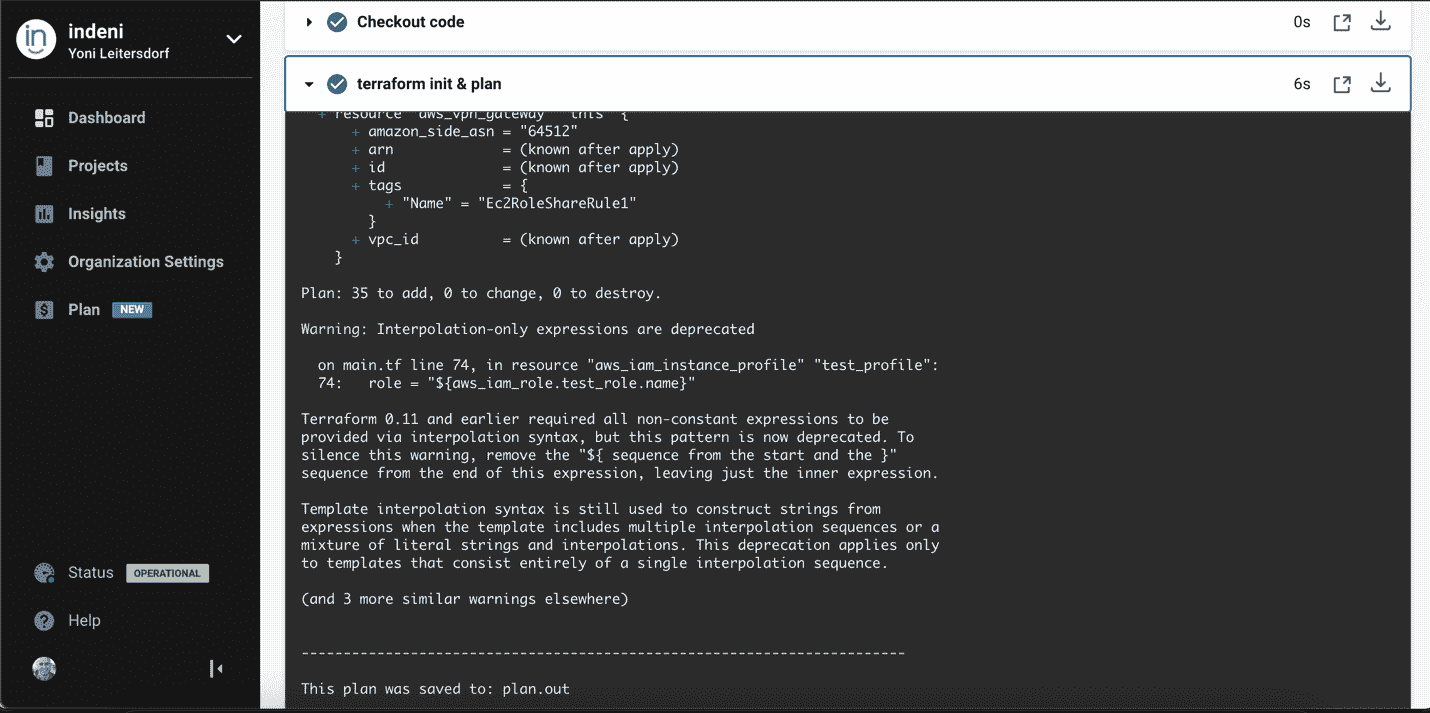 in
indeni
Yoni Leitersdorf
Dashboard
Projects
Insights
Organization Settings
Plan NEW
Status OPERATIONAL
Help
Checkout code 0s
terraform init & plan 6s
+ resource "aws_vpn_gateway" "this" {
+ amazon_side_asn = "64512"
+ arn = (known after apply)
+ id = (known after apply)
+ tags = {
+ "Name" = "Ec2RoleShareRule1"
}
+ vpc_id = (known after apply)
}
Plan: 35 to add, 0 to change, 0 to destroy.
Warning: Interpolation-only expressions are deprecated
on main.tf line 74, in resource "aws_iam_instance_profile" "test_profile":
74: role = "${aws_iam_role.test_role.name}"
Terraform 0.11 and earlier required all non-constant expressions to be
provided via interpolation syntax, but this pattern is now deprecated. To
silence this warning, remove the "${ sequence from the start and the }"
sequence from the end of this expression, leaving just the inner expression.
Template interpolation syntax is still used to construct strings from
expressions when the template includes multiple interpolation sequences or a
mixture of literal strings and interpolations. This deprecation applies only
to templates that consist entirely of a single interpolation sequence.
(and 3 more similar warnings elsewhere)
------------------------------------------------------------------------
This plan was saved to: plan.out